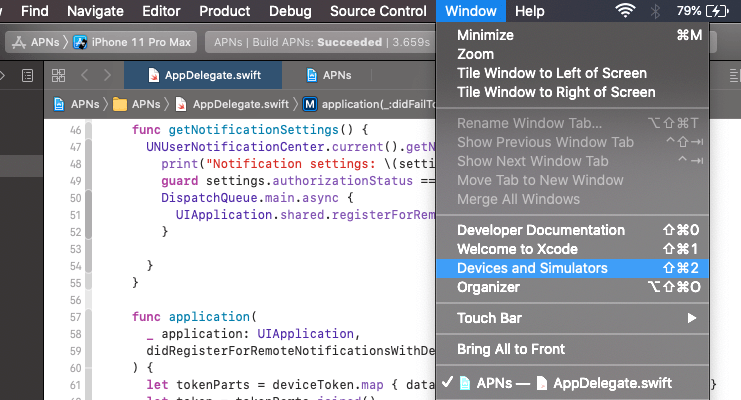 Find Navigate Editor Product Debug Source Control Window Help 79%
APNs iPhone 11 Pro Max APNs | Build APNs: Succeeded | 3.659s
AppDelegate.swift APNs
APNs APNs AppDelegate.swift M application(_:didFailTo
46 func getNotificationSettings() {
47 UNUserNotificationCenter.current().getN
48 print("Notification settings: \(setti
49 guard settings.authorizationStatus ==
50 DispatchQueue.main.async {
51 UIApplication.shared.registerForRem
52 }
53
54 }
55 }
56
57 func application(
58 _ application: UIApplication,
59 didRegisterForRemoteNotificationsWithDe
60 ) {
61 let tokenParts = deviceToken.map { data }
Minimize ⌘M
Zoom
Tile Window to Left of Screen
Tile Window to Right of Screen
Rename Window Tab... ⌥⇧⌘T
Show Previous Window Tab ^⇧⇥
Show Next Window Tab ^⇥
Move Tab to New Window
Merge All Windows
Developer Documentation ⇧⌘0
Welcome to Xcode ⇧⌘1
Devices and Simulators ⇧⌘2
Organizer ⌥⇧⌘O
Touch Bar ▶
Bring All to Front
✓ APNs — AppDelegate.swift